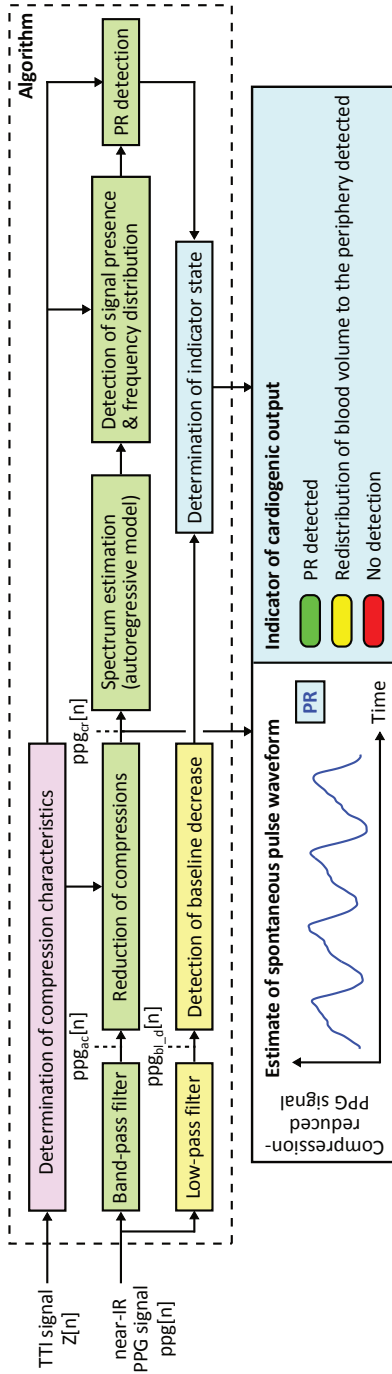 Algorithm
TTI signal
Z[n]
Determination of compression characteristics
near-IR
PPG signal
ppg[n]
Band-pass filter
ppgac[n]
Reduction of compressions
ppgcr[n]
Spectrum estimation
(autoregressive model)
Detection of signal presence
& frequency distribution
PR detection
Low-pass filter
ppgbl_d[n]
Detection of baseline decrease
Determination of indicator state
Estimate of spontaneous pulse waveform
Compression-
reduced
PPG signal
PR
Time
Indicator of cardiogenic output
PR detected
Redistribution of blood volume to the periphery detected
No detection